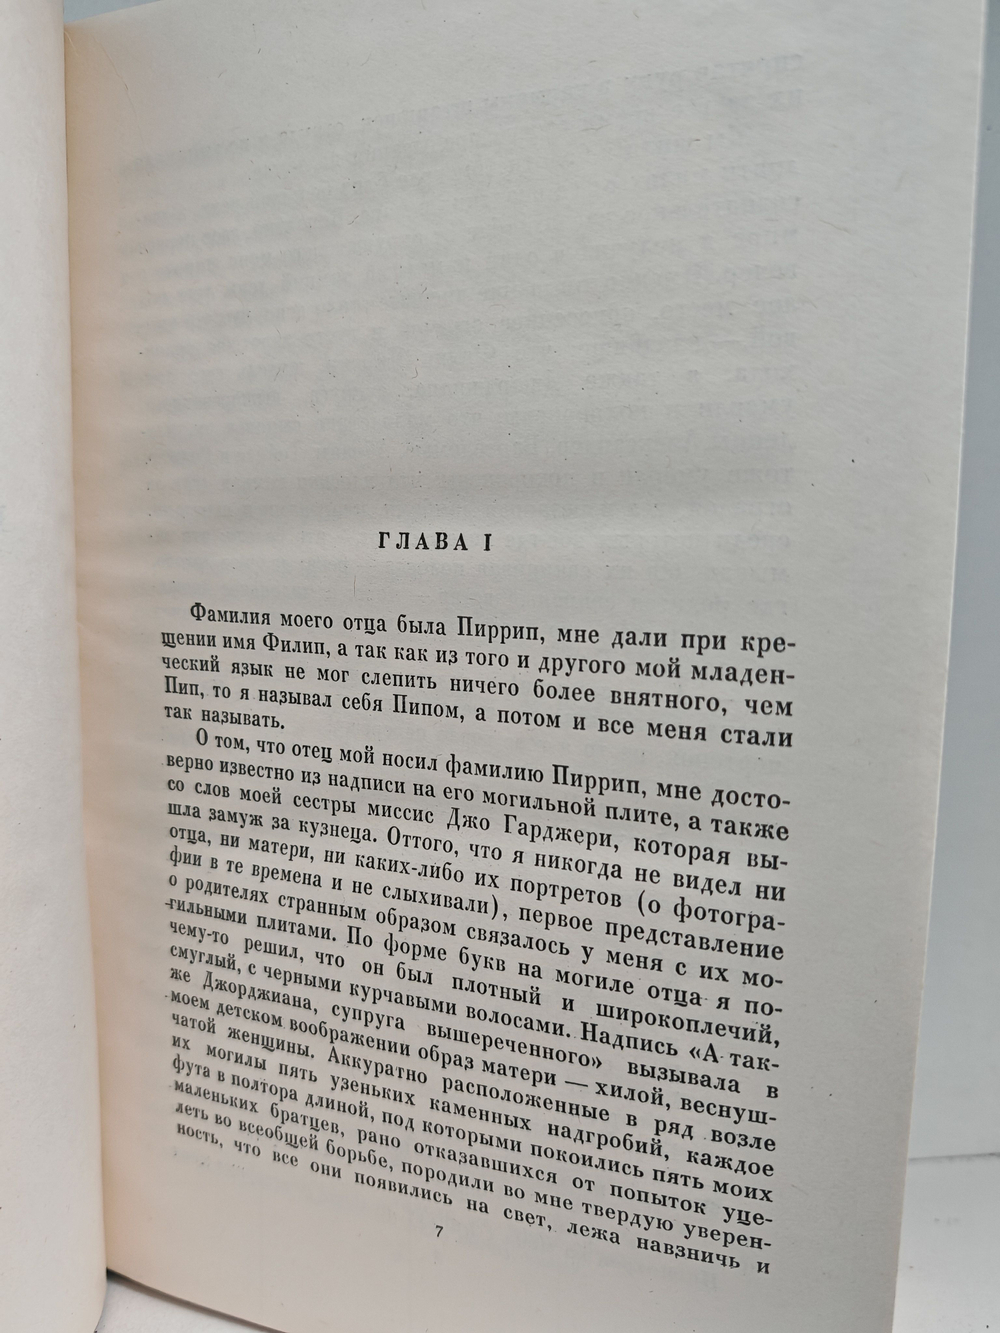 ГЛАВА I
Фамилия моего отца была Пиррип, мне дали при кре-
щении имя Филип, а так как из того и другого мой младен-
ческий язык не мог слепить ничего более внятного, чем
Пип, то я называл себя Пипом, а потом и все меня стали
так называть.
О том, что отец мой носил фамилию Пиррип, мне досто-
верно известно из надписи на его могильной плите, а также
со слов моей сестры миссис Джо Гарджери, которая вы-
шла замуж за кузнеца. Оттого, что я никогда не видел ни
отца, ни матери, ни каких-либо их портретов (о фотогра-
фии в те времена и не слыхивали), первое представление
о родителях странным образом связалось у меня с их мо-
гильными плитами. По форме букв на могиле отца я по-
чему-то решил, что он был плотный и широкоплечий,
смуглый, с черными курчавыми волосами. Надпись «А так-
же Джорджиана, супруга вышереченного» вызывала в
моем детском воображении образ матери — хилой, веснуш-
чатой женщины. Аккуратно расположенные в ряд возле
их могилы пять узеньких каменных надгробий, каждое
фута в полтора длиной, под которыми покоились пять моих
маленьких братцев, рано отказавшихся от попыток уце-
леть во всеобщей борьбе, породили во мне твердую уверен-
ность, что все они появились на свет, лежа навзничь и
7